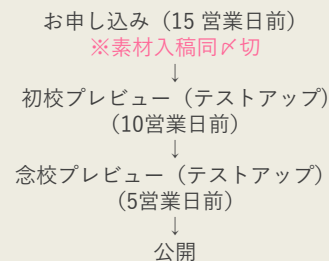 お申し込み（15 営業日前）
※素材入稿同〆切
↓
初校プレビュー（テストアップ）
（10営業日前）
↓
念校プレビュー（テストアップ）
（5営業日前）
↓
公開